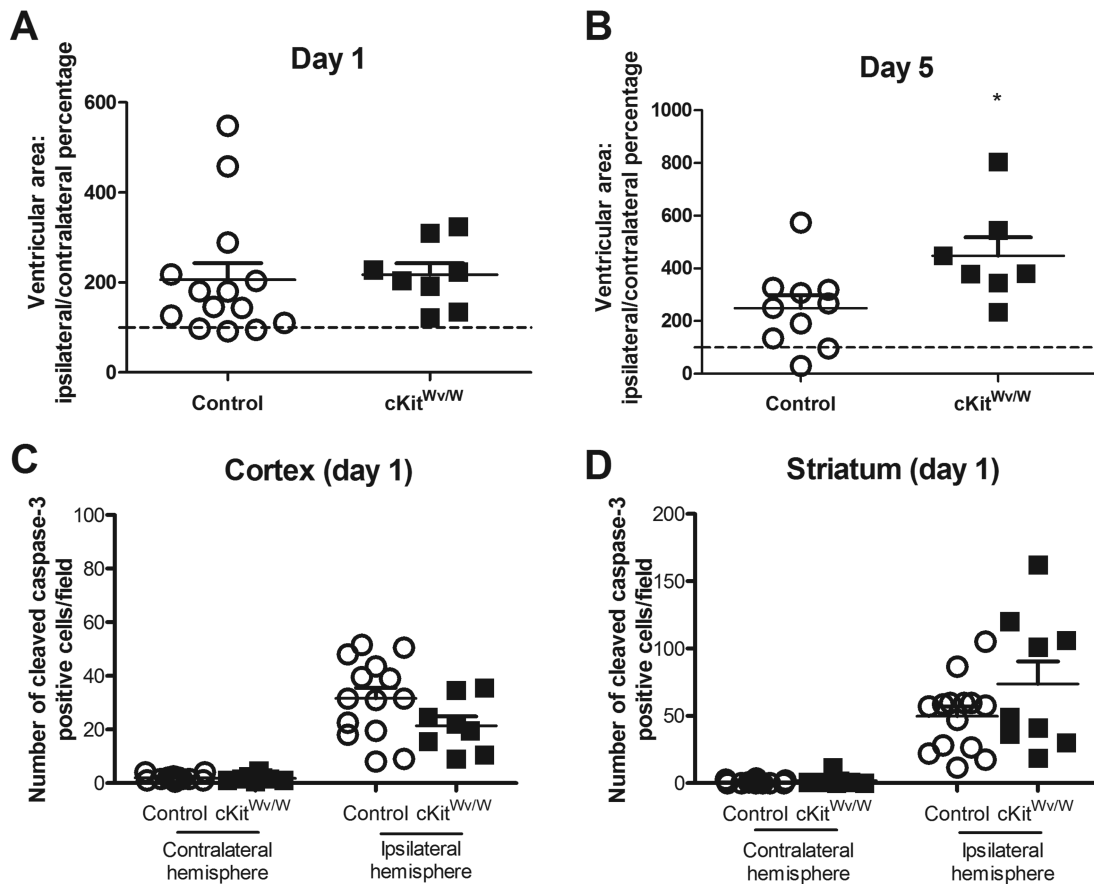 A
Day 1
Ventricular area:
ipsilateral/contralateral percentage
600
400
200
0
Control
cKitWv/W
B
Day 5
*
Ventricular area:
ipsilateral/contralateral percentage
1000
800
600
400
200
0
Control
cKitWv/W
C
Cortex (day 1)
Number of cleaved caspase-3
positive cells/field
100
80
60
40
20
0
Control cKitWv/W
Control cKitWv/W
Contralateral
hemisphere
Ipsilateral
hemisphere
D
Striatum (day 1)
Number of cleaved caspase-3
positive cells/field
200
150
100
50
0
Control cKitWv/W
Control cKitWv/W
Contralateral
hemisphere
Ipsilateral
hemisphere